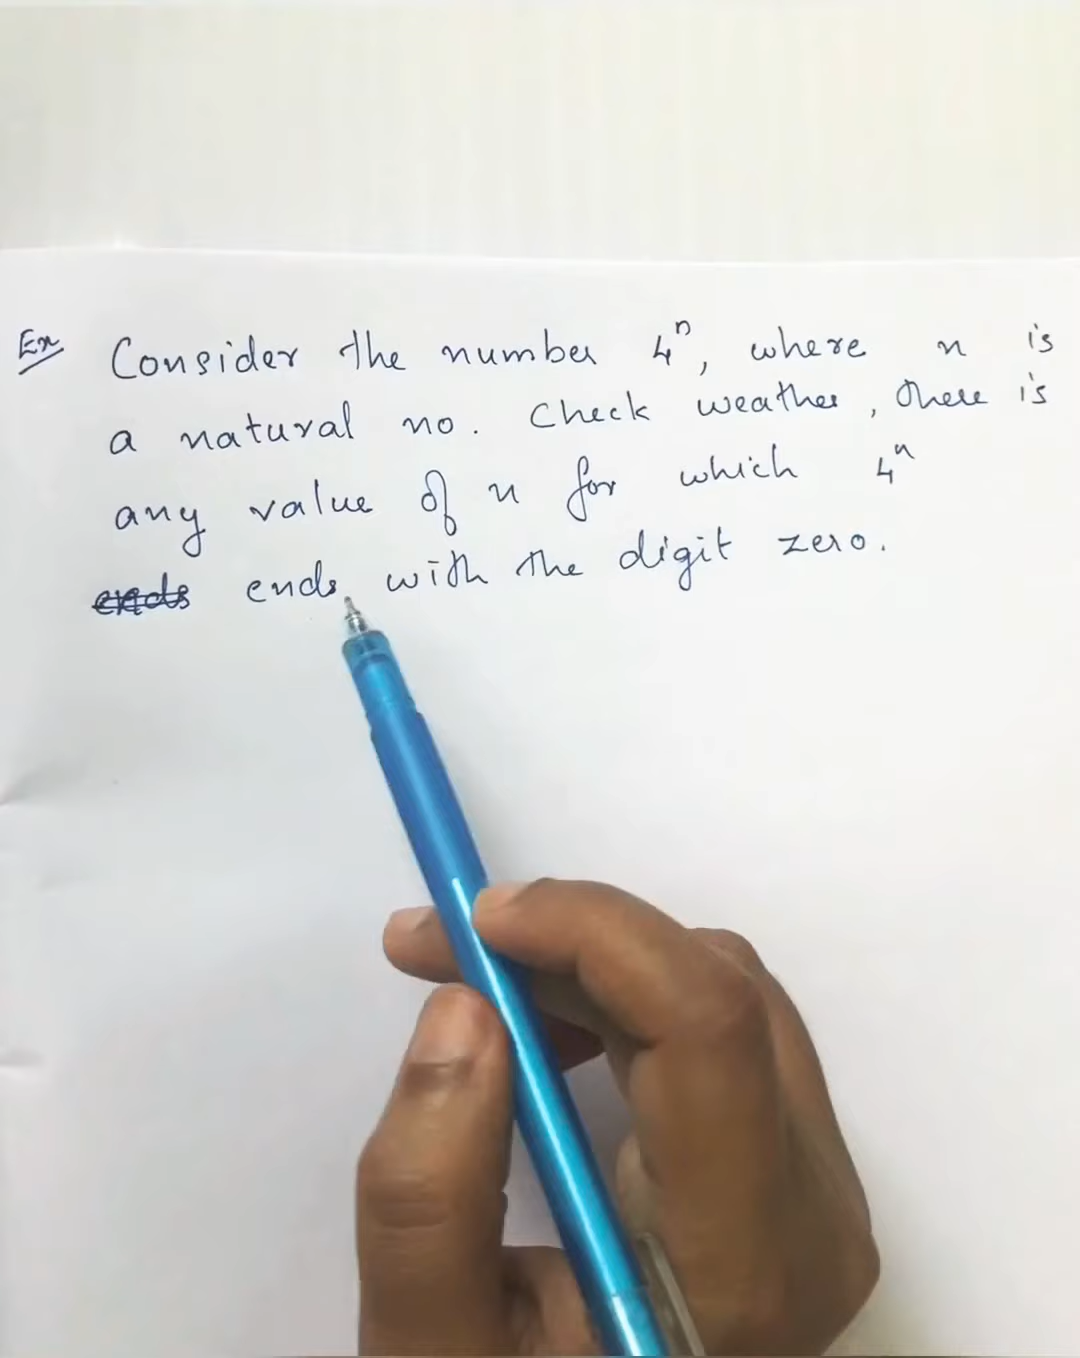 Ex Consider the number 4ⁿ, where n is
a natural no. Check weather, there is
any value of n for which 4ⁿ
ends ends with the digit zero.